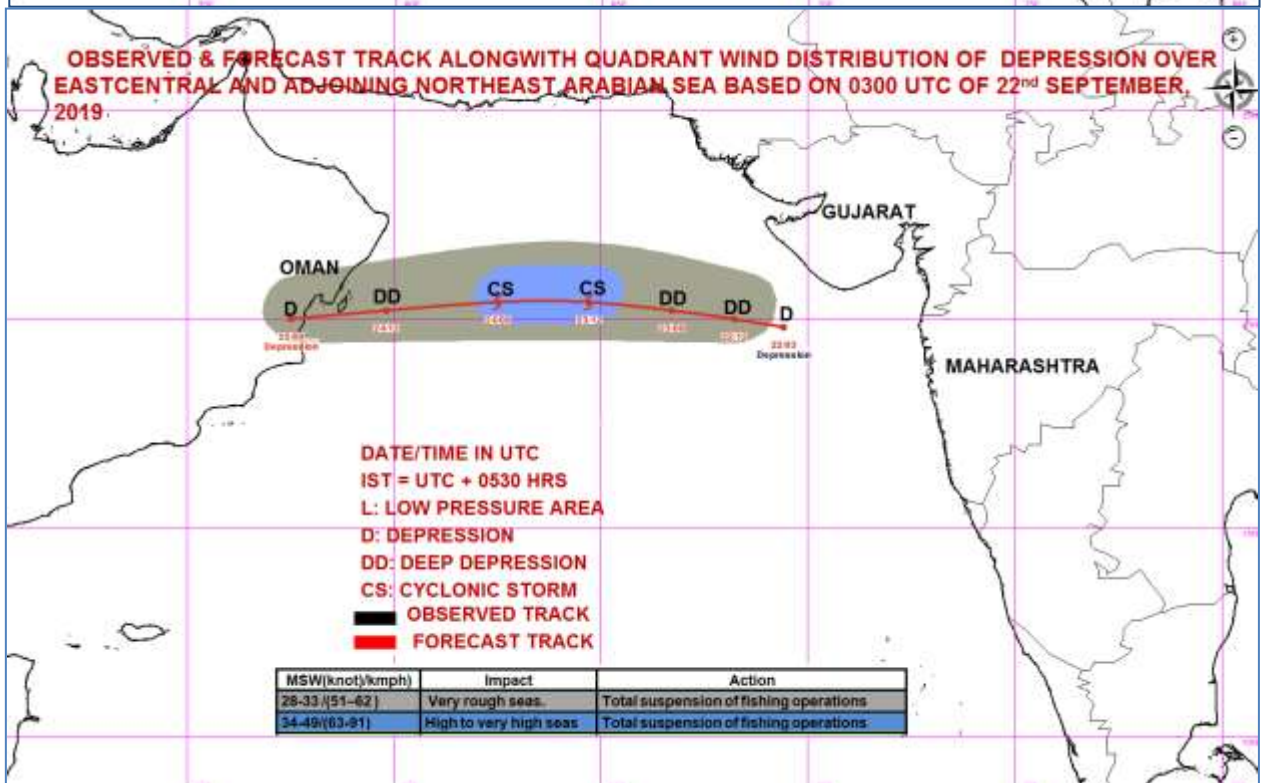 OBSERVED & FORECAST TRACK ALONGWITH QUADRANT WIND DISTRIBUTION OF DEPRESSION OVER
EASTCENTRAL AND ADJOINING NORTHEAST ARABIAN SEA BASED ON 0300 UTC OF 22nd SEPTEMBER,
2019
GUJARAT
OMAN
D DD CS CS DD DD D
Depression
22/03
Depression
MAHARASHTRA
DATE/TIME IN UTC
IST = UTC + 0530 HRS
L: LOW PRESSURE AREA
D: DEPRESSION
DD: DEEP DEPRESSION
CS: CYCLONIC STORM
OBSERVED TRACK
FORECAST TRACK
MSW(knot)/kmph) Impact Action
28-33 /(51–62 ) Very rough seas. Total suspension of fishing operations
34-49/(63-91) High to very high seas Total suspension of fishing operations